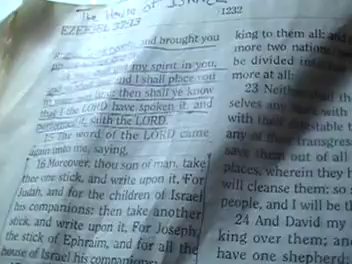 The House of ISRAEL
1232
EZEKIEL
and brought you
my spirit in you,
and I shall place you
then shall ye know
that I the LORD have spoken it, and
saith the LORD.
15 The word of the LORD came
again unto me, saying,
16 Moreover, thou son of man, take
thee one stick, and write upon it, For
Judah, and for the children of Israel
his companions: then take another
stick, and write upon it, For Joseph,
the stick of Ephraim, and for all the
house of Israel his companions:
king to them all: and
more two nations,
be divided into
more at all:
23 Neither shall
selves any more with
with their detestable
any of their transgres
save them out of all
places, wherein they h
will cleanse them: so
people, and I will be th
24 And David my
king over them; and
have one shepherd: